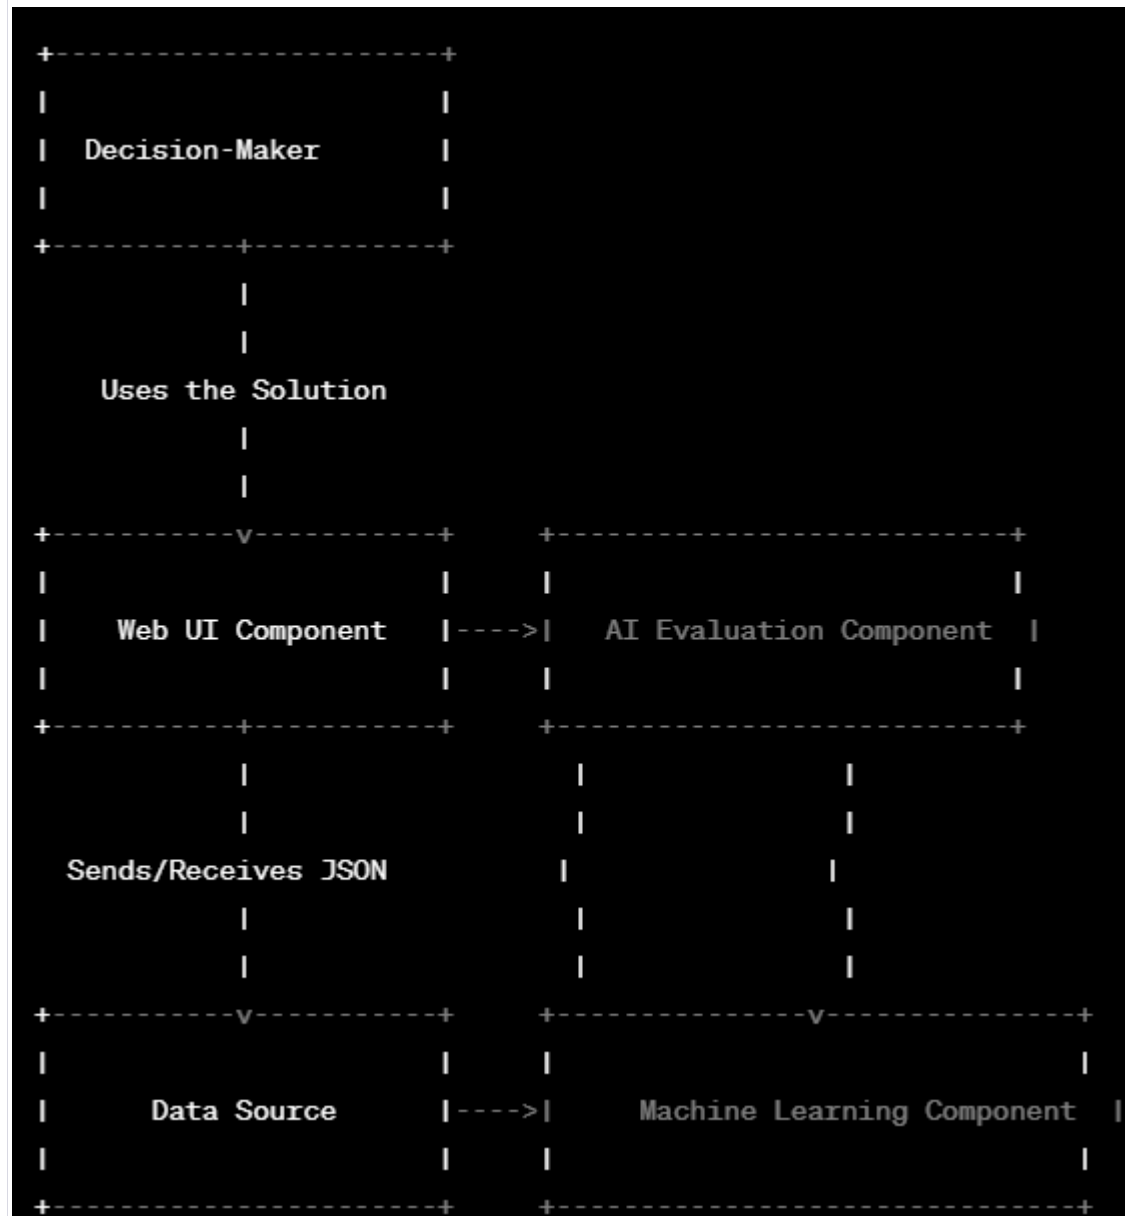 +-----------------------+
|                       |
|  Decision-Maker       |
|                       |
+-----------+-----------+
            |
            |
    Uses the Solution
            |
            |
+-----------v-----------+     +---------------------------+
|                       |     |                           |
|    Web UI Component   |---->|   AI Evaluation Component  |
|                       |     |                           |
+-----------+-----------+     +---------------------------+
            |                   |               |
            |                   |               |
  Sends/Receives JSON          |               |
            |                   |               |
            |                   |               |
+-----------v-----------+     +---------------v---------------+
|                       |     |                               |
|      Data Source      |---->|     Machine Learning Component  |
|                       |     |                               |
+-----------------------+     +-------------------------------+